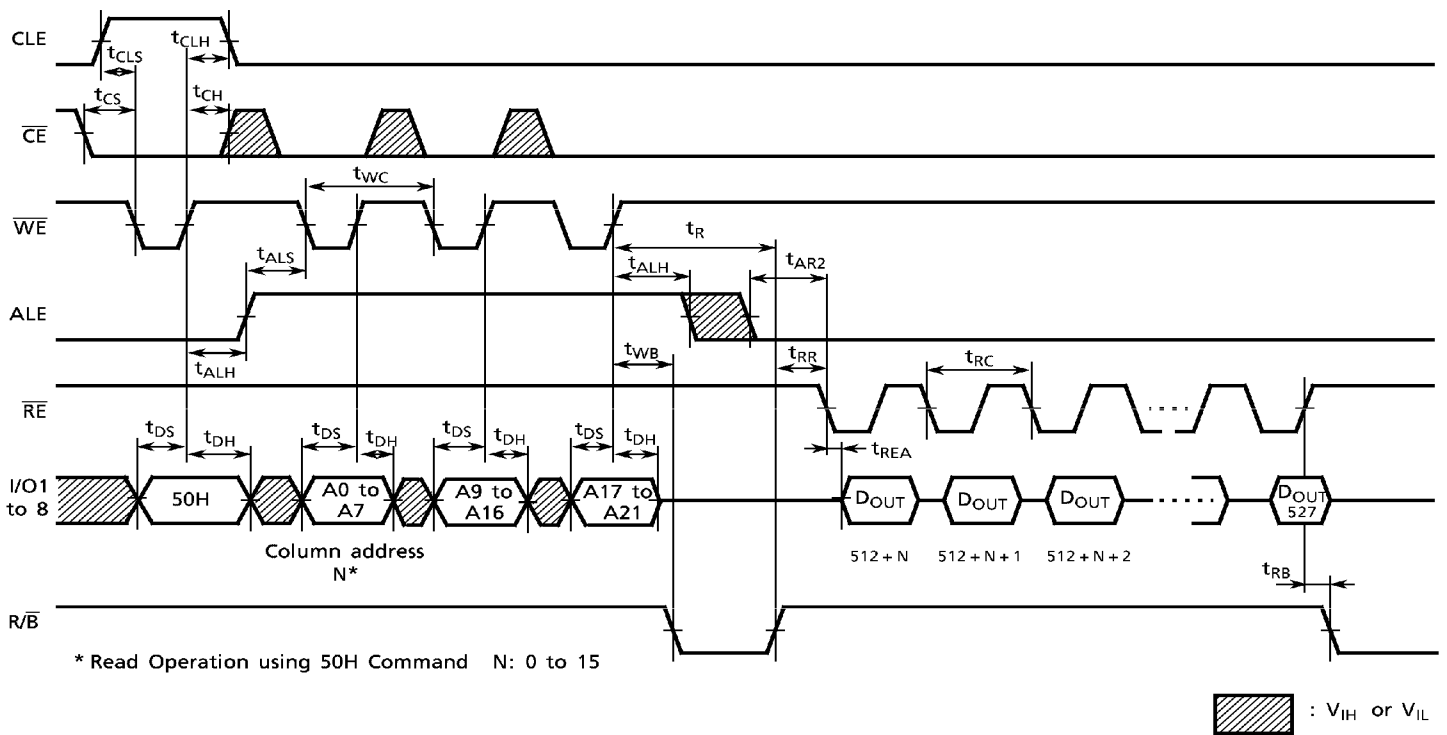 CLE
tCLS
tCLH
CE
tCS
tCH
WE
tWC
tR
tALS
tALH
tAR2
ALE
tALH
tWB
tRR
tRC
RE
tDS
tDH
tDS
tDH
tDS
tDH
tDS
tDH
tREA
I/O1
to 8
50H
A0 to
A7
A9 to
A16
A17 to
A21
DOUT
DOUT
DOUT
DOUT
527
Column address
N*
512 + N
512 + N + 1
512 + N + 2
tRB
R/B
* Read Operation using 50H Command N: 0 to 15
: VIH or VIL